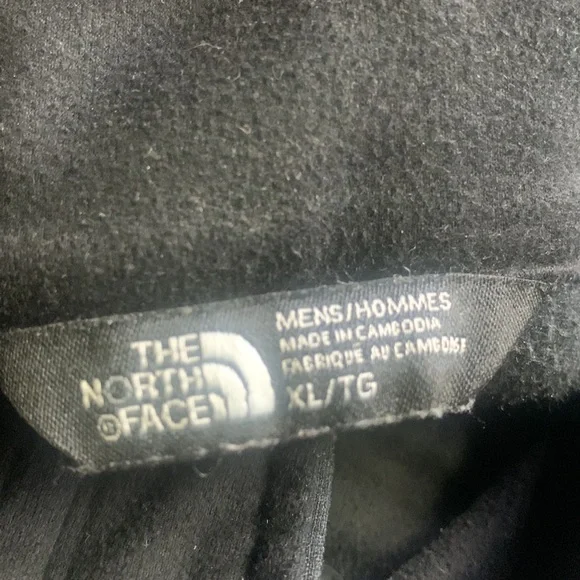 THE
NORTH
®FACE
MENS/HOMMES
MADE IN CAMBODIA
FABRIQUÉ AU CAMBODGE
XL/TG